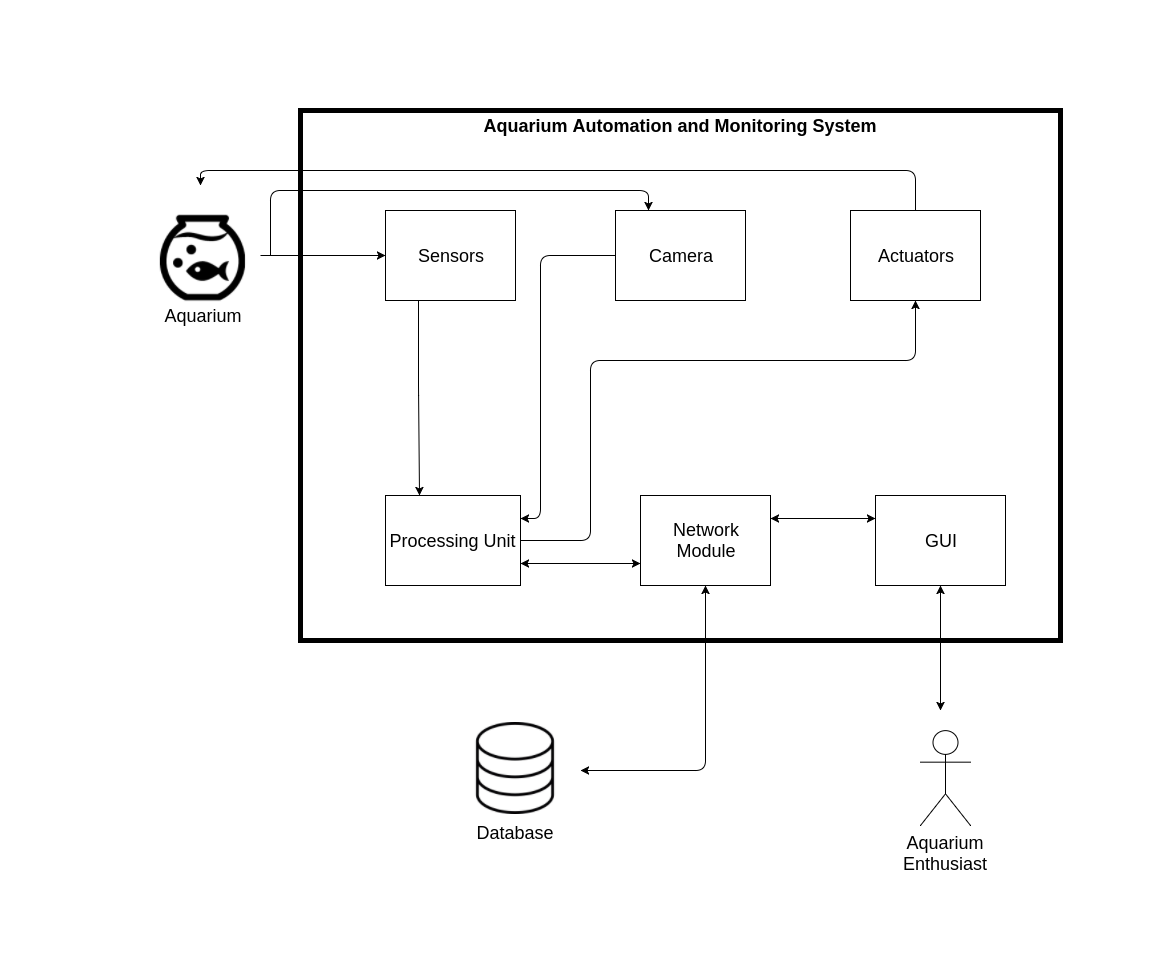 Aquarium Automation and Monitoring System
Sensors
Camera
Actuators
Aquarium
Processing Unit
Network
Module
GUI
Database
Aquarium
Enthusiast